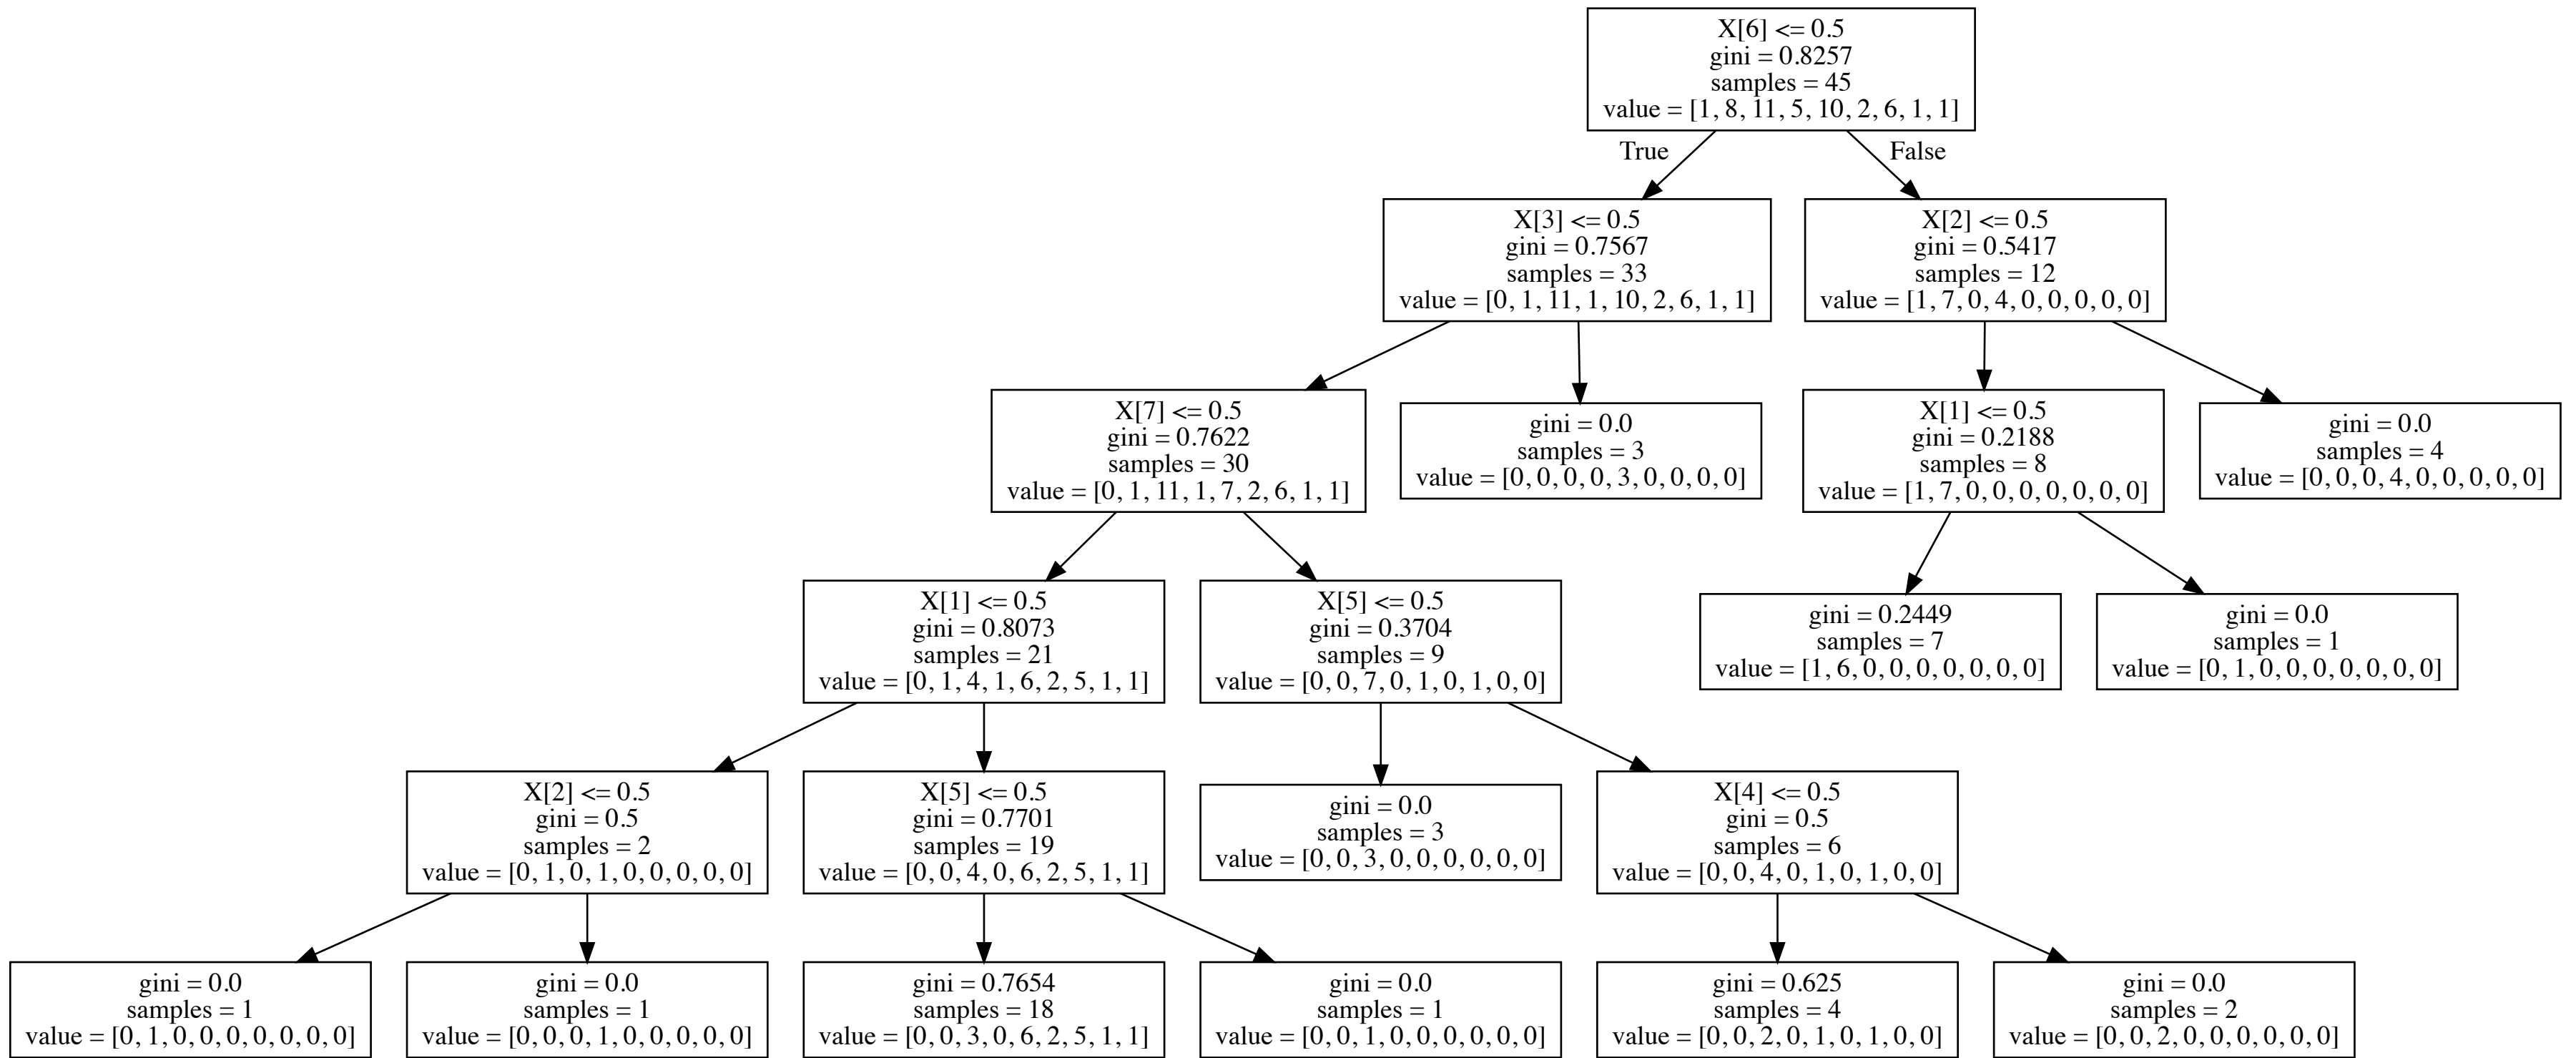 X[6] <= 0.5
gini = 0.8257
samples = 45
value = [1, 8, 11, 5, 10, 2, 6, 1, 1]
True
False
X[3] <= 0.5
gini = 0.7567
samples = 33
value = [0, 1, 11, 1, 10, 2, 6, 1, 1]
X[2] <= 0.5
gini = 0.5417
samples = 12
value = [1, 7, 0, 4, 0, 0, 0, 0, 0]
X[7] <= 0.5
gini = 0.7622
samples = 30
value = [0, 1, 11, 1, 7, 2, 6, 1, 1]
gini = 0.0
samples = 3
value = [0, 0, 0, 0, 3, 0, 0, 0, 0]
X[1] <= 0.5
gini = 0.2188
samples = 8
value = [1, 7, 0, 0, 0, 0, 0, 0, 0]
gini = 0.0
samples = 4
value = [0, 0, 0, 4, 0, 0, 0, 0, 0]
X[1] <= 0.5
gini = 0.8073
samples = 21
value = [0, 1, 4, 1, 6, 2, 5, 1, 1]
X[5] <= 0.5
gini = 0.3704
samples = 9
value = [0, 0, 7, 0, 1, 0, 1, 0, 0]
gini = 0.2449
samples = 7
value = [1, 6, 0, 0, 0, 0, 0, 0, 0]
gini = 0.0
samples = 1
value = [0, 1, 0, 0, 0, 0, 0, 0, 0]
X[2] <= 0.5
gini = 0.5
samples = 2
value = [0, 1, 0, 1, 0, 0, 0, 0, 0]
X[5] <= 0.5
gini = 0.7701
samples = 19
value = [0, 0, 4, 0, 6, 2, 5, 1, 1]
gini = 0.0
samples = 3
value = [0, 0, 3, 0, 0, 0, 0, 0, 0]
X[4] <= 0.5
gini = 0.5
samples = 6
value = [0, 0, 4, 0, 1, 0, 1, 0, 0]
gini = 0.0
samples = 1
value = [0, 1, 0, 0, 0, 0, 0, 0, 0]
gini = 0.0
samples = 1
value = [0, 0, 0, 1, 0, 0, 0, 0, 0]
gini = 0.7654
samples = 18
value = [0, 0, 3, 0, 6, 2, 5, 1, 1]
gini = 0.0
samples = 1
value = [0, 0, 1, 0, 0, 0, 0, 0, 0]
gini = 0.625
samples = 4
value = [0, 0, 2, 0, 1, 0, 1, 0, 0]
gini = 0.0
samples = 2
value = [0, 0, 2, 0, 0, 0, 0, 0, 0]